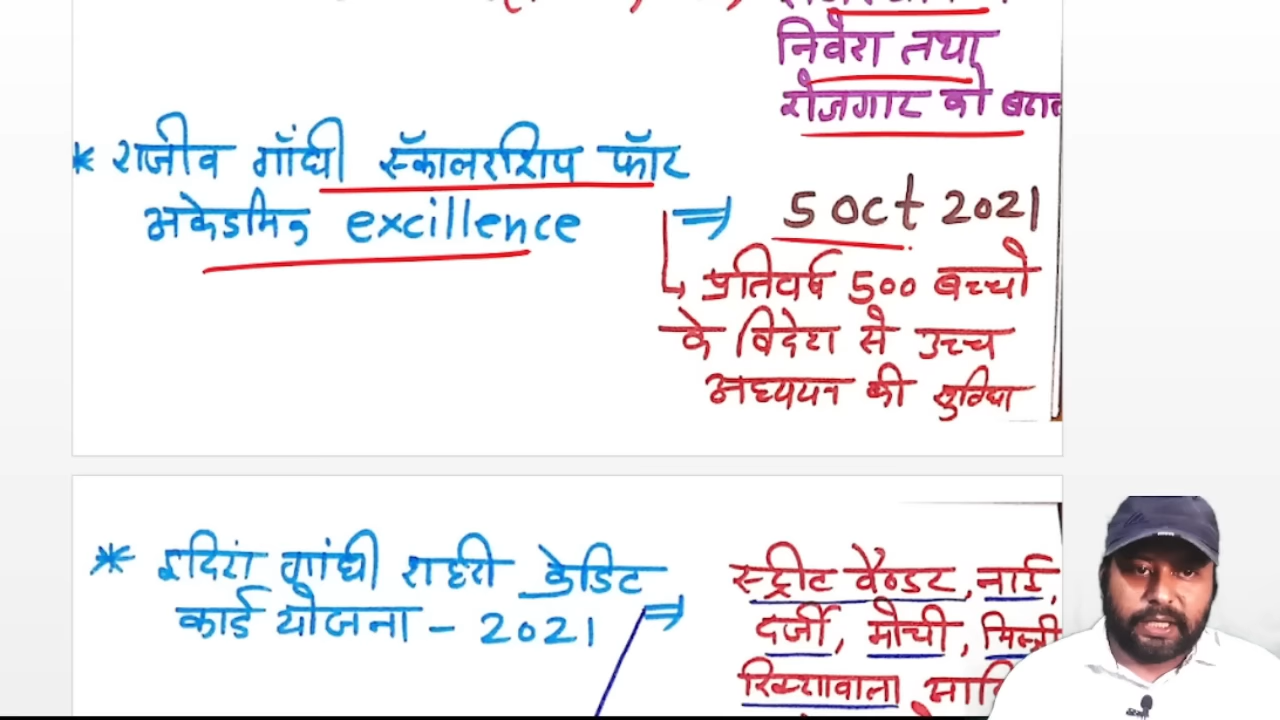 निवेश तथा
रोजगार को
* राजीव गाँधी स्कॅालरशिप फॉर
अकेडमिक excillence ⇒ 5 Oct 2021
प्रतिवर्ष 500 बच्चो
के विदेश से उच्च
अध्ययन की सुविधा
* इदिरां गांधी शहरी क्रेडिट
कार्ड योजना - 2021 ⇒
स्ट्रीट वैण्डर, नाई,
दर्जी, मोची, मिस्त्री
रिक्शावाला